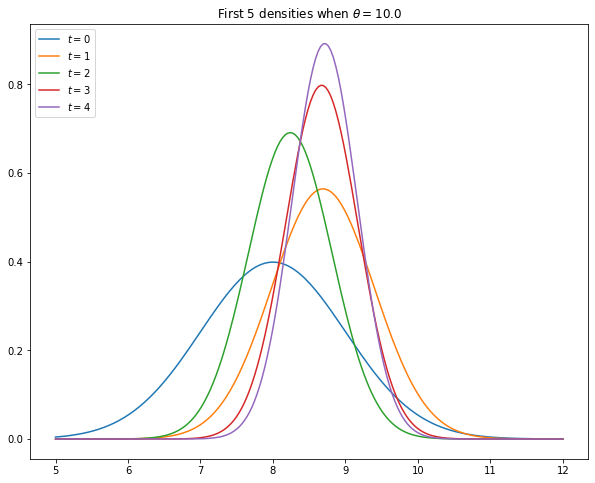 First 5 densities when θ = 10.0
t = 0
t = 1
t = 2
t = 3
t = 4
0.8
0.6
0.4
0.2
0.0
5 6 7 8 9 10 11 12